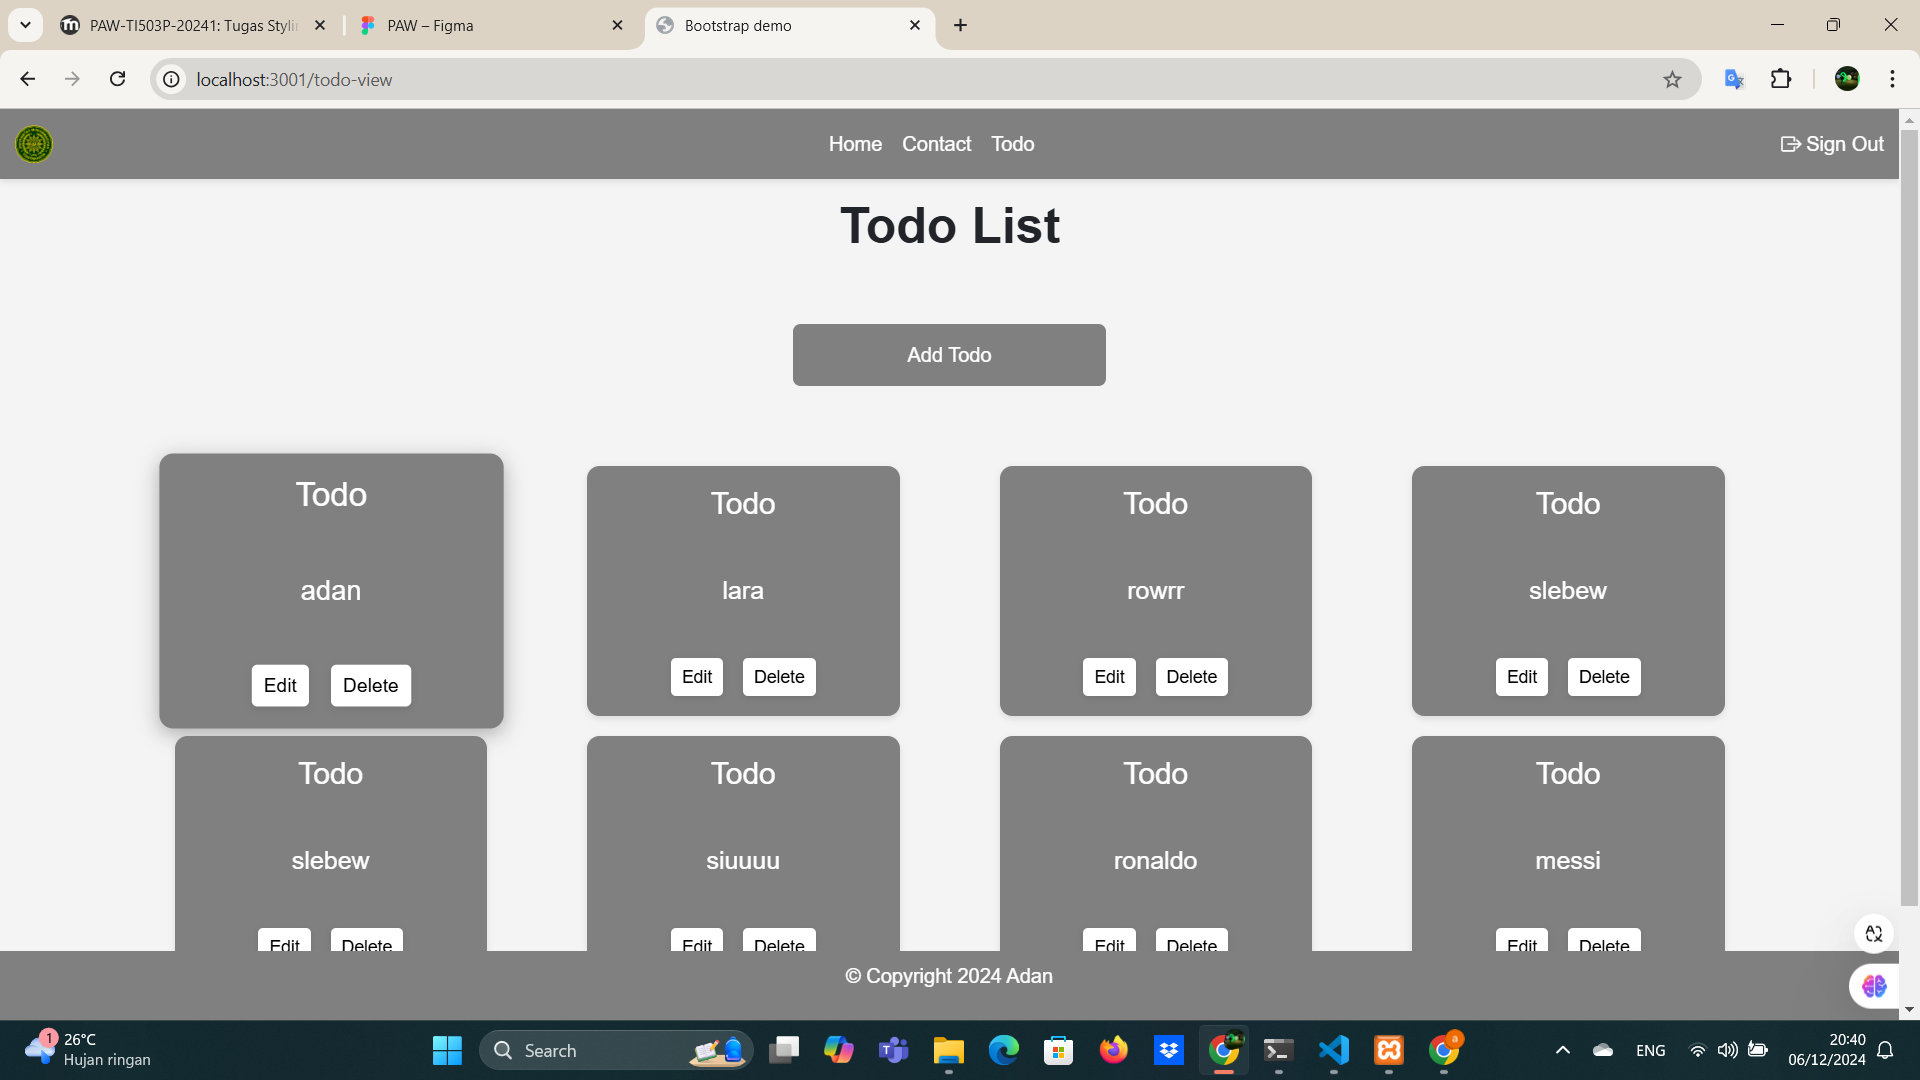 PAW-TI503P-20241: Tugas Styli
PAW – Figma
Bootstrap demo
localhost:3001/todo-view
Home Contact Todo
Sign Out
Todo List
Add Todo
Todo
adan
Edit Delete
Todo
lara
Edit Delete
Todo
rowrr
Edit Delete
Todo
slebew
Edit Delete
Todo
slebew
Edit Delete
Todo
siuuuu
Edit Delete
Todo
ronaldo
Edit Delete
Todo
messi
Edit Delete
© Copyright 2024 Adan
1
26°C
Hujan ringan
Search
ENG
20:40
06/12/2024